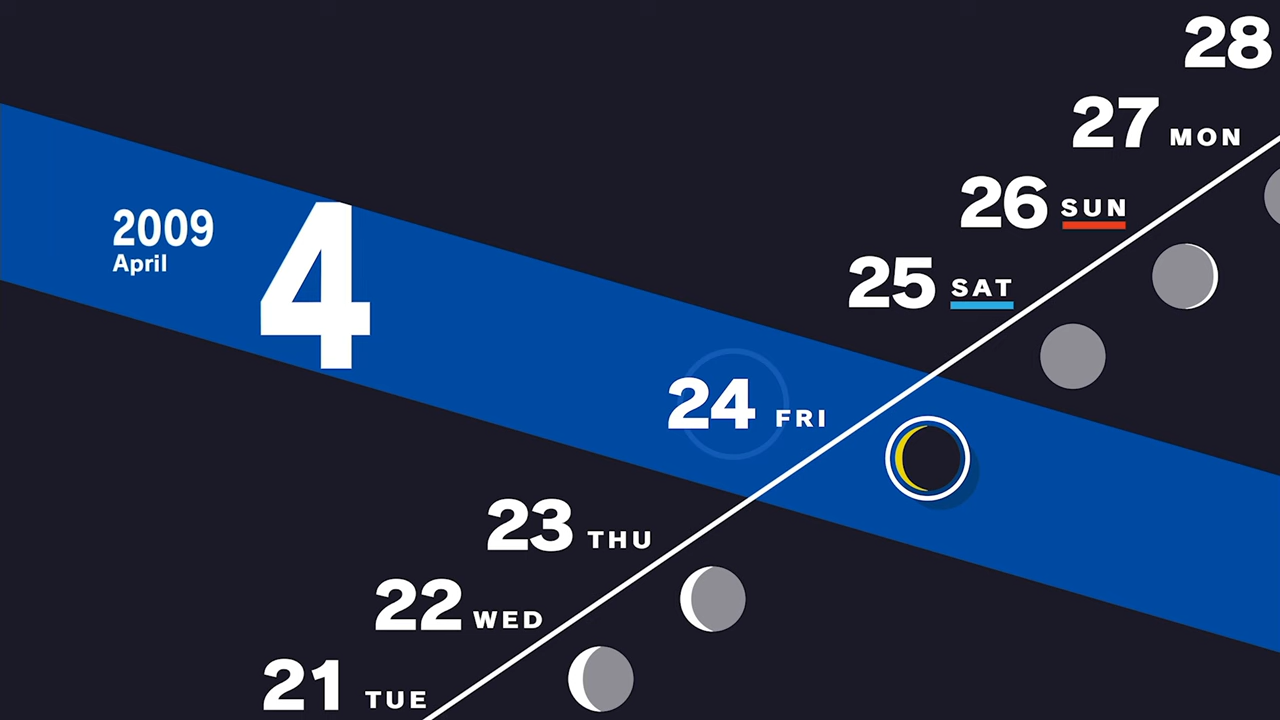 28
27 MON
26 SUN
25 SAT
2009
April
4
24 FRI
23 THU
22 WED
21 TUE